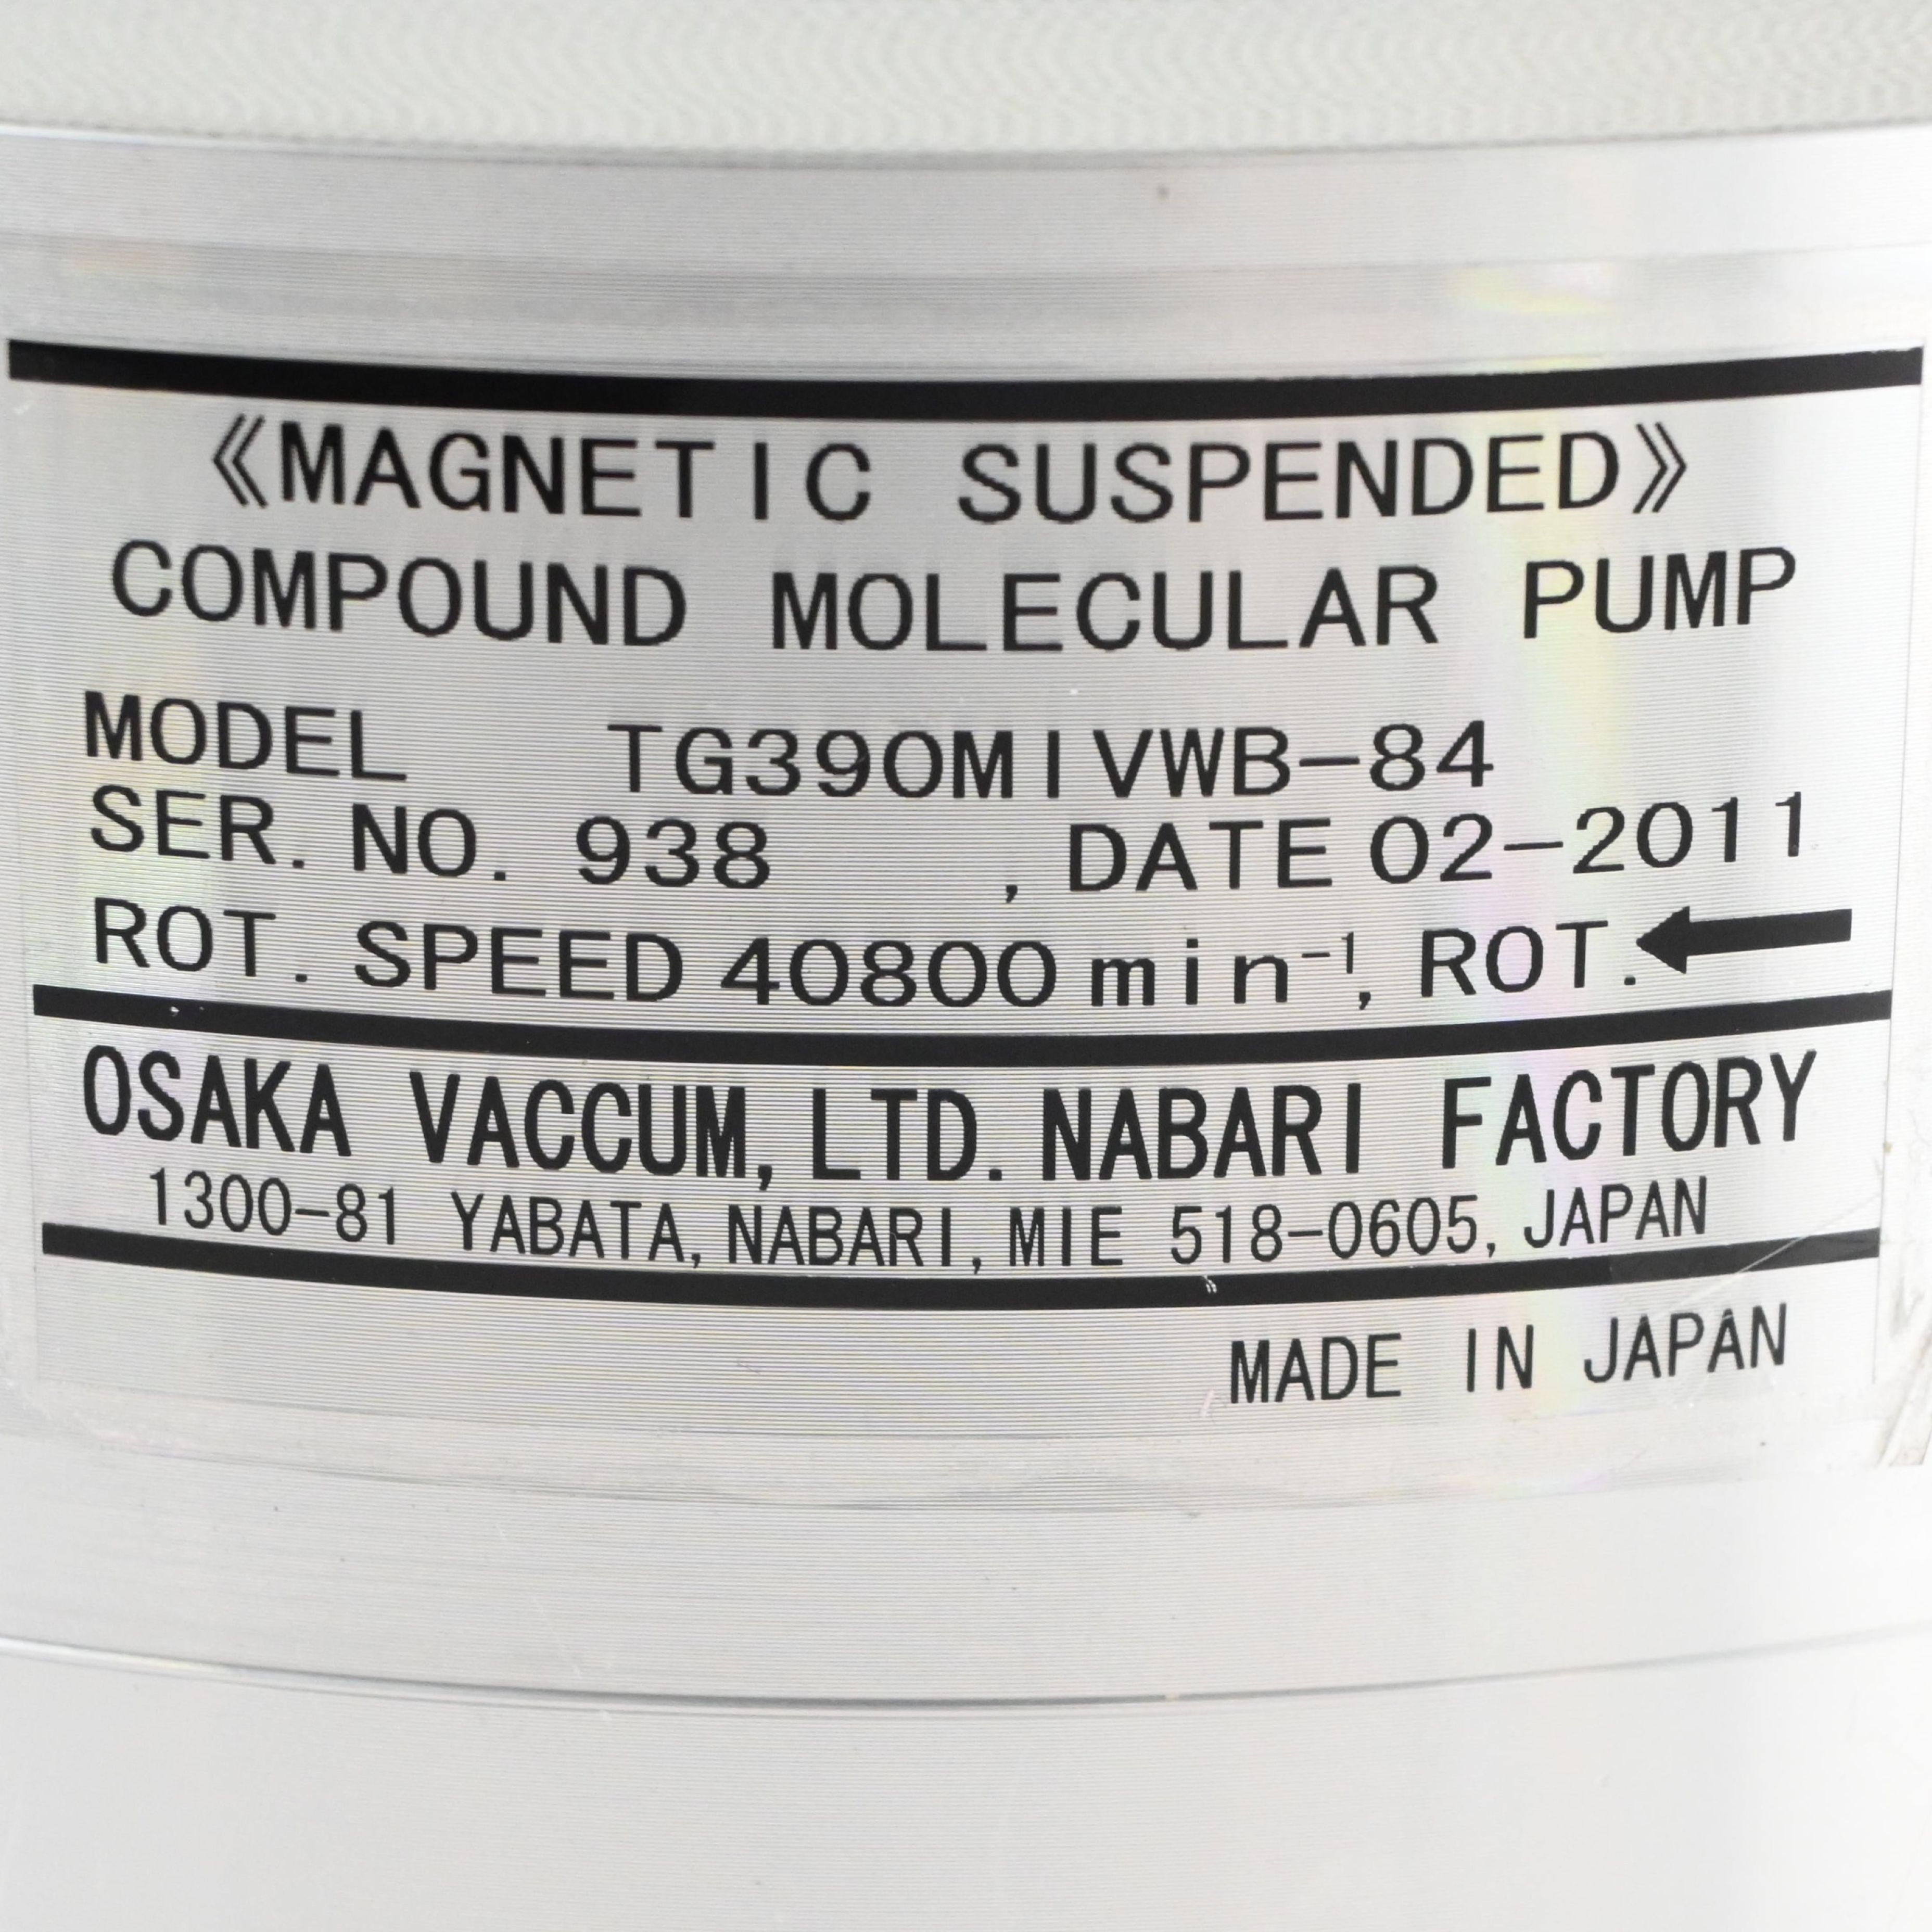 《MAGNETIC SUSPENDED》
COMPOUND MOLECULAR PUMP
MODEL TG390MIVWB-84
SER. NO. 938 , DATE 02-2011
ROT. SPEED 40800 min⁻¹, ROT. ←
OSAKA VACCUM, LTD. NABARI FACTORY
1300-81 YABATA, NABARI, MIE 518-0605, JAPAN
MADE IN JAPAN